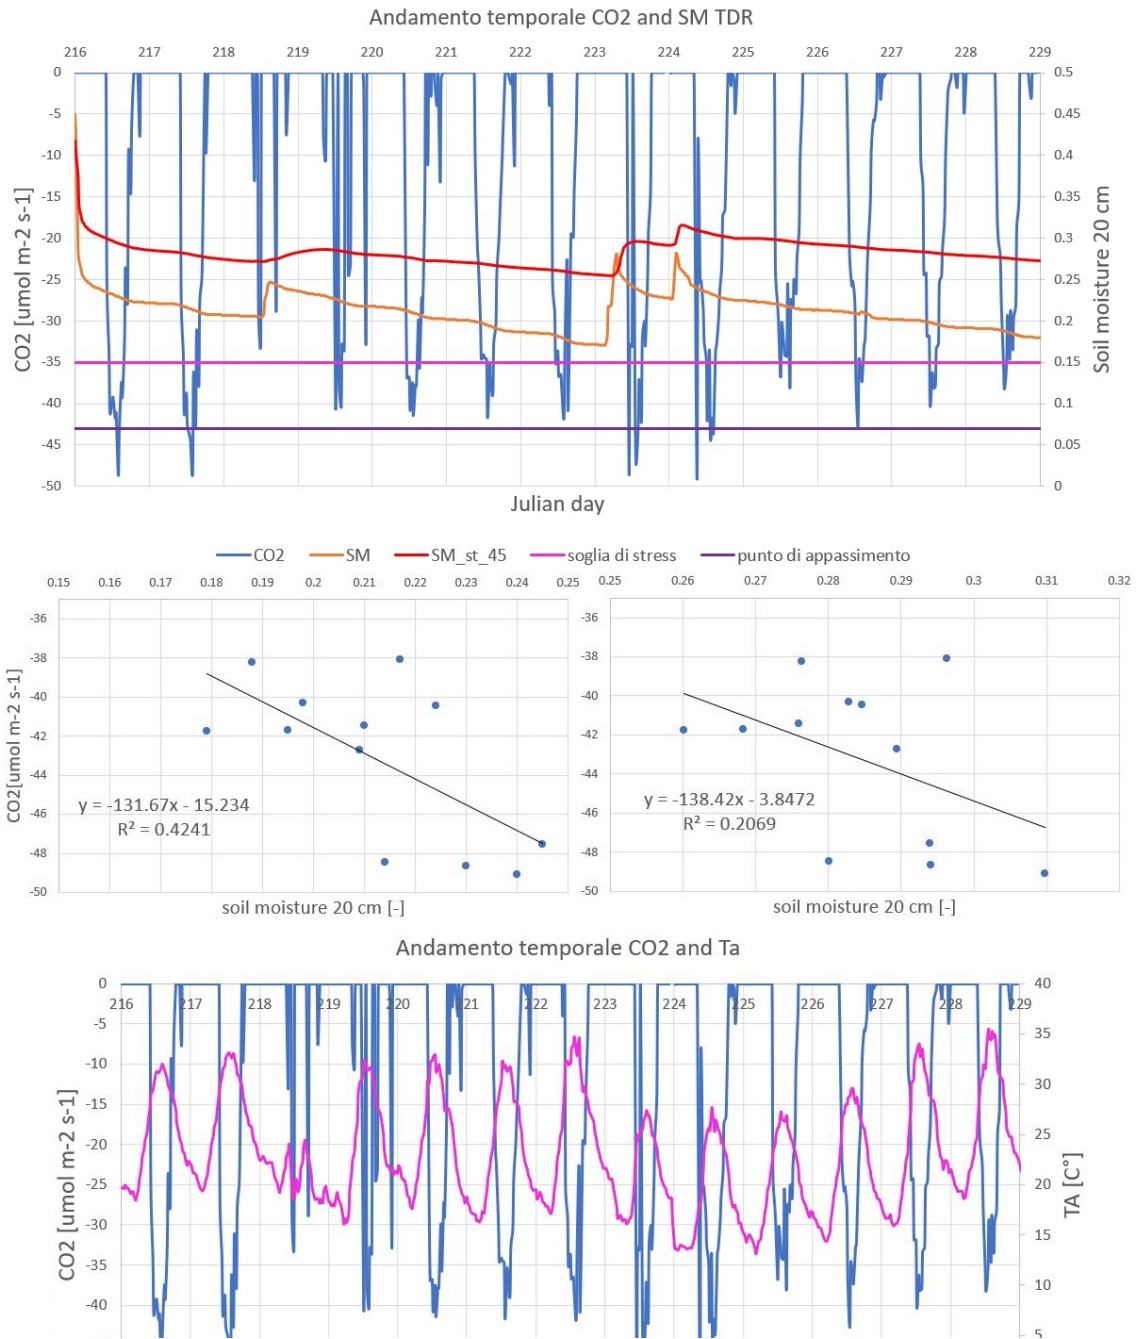 Andamento temporale CO2 and SM TDR
216 217 218 219 220 221 222 223 224 225 226 227 228 229
0 0.5
-5 0.45
-10 0.4
-15 0.35
-20 0.3
-25 0.25
-30 0.2
-35 0.15
-40 0.1
-45 0.05
-50 0
CO2 [umol m-2 s-1]
Soil moisture 20 cm
Julian day
CO2 SM SM_st_45 soglia di stress punto di appassimento
0.15 0.16 0.17 0.18 0.19 0.2 0.21 0.22 0.23 0.24 0.25
-36
-38
-40
-42
-44
-46
-48
-50
CO2[umol m-2 s-1]
y = -131.67x - 15.234
R² = 0.4241
soil moisture 20 cm [-]
0.25 0.26 0.27 0.28 0.29 0.3 0.31 0.32
-36
-38
-40
-42
-44
-46
-48
-50
y = -138.42x - 3.8472
R² = 0.2069
soil moisture 20 cm [-]
Andamento temporale CO2 and Ta
0 40
216 217 218 219 220 221 222 223 224 225 226 227 228 229
-5 35
-10 30
-15 25
-20 20
-25 15
-30 10
-35 5
-40
CO2 [umol m-2 s-1]
TA [C°]